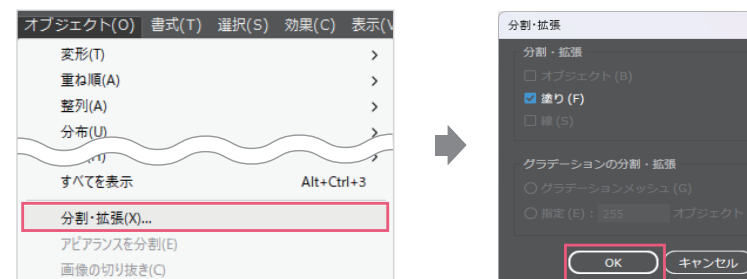 オブジェクト(O) 書式(T) 選択(S) 効果(C) 表示(V
変形(T)
重ね順(A)
整列(A)
分布(U)
すべてを表示 Alt+Ctrl+3
分割・拡張(X)...
アピアランスを分割(E)
画像の切り抜き(C)
分割・拡張
分割・拡張
オブジェクト (B)
塗り (F)
線 (S)
グラデーションの分割・拡張
グラデーションメッシュ (G)
指定 (E) : 255 オブジェクト
OK キャンセル